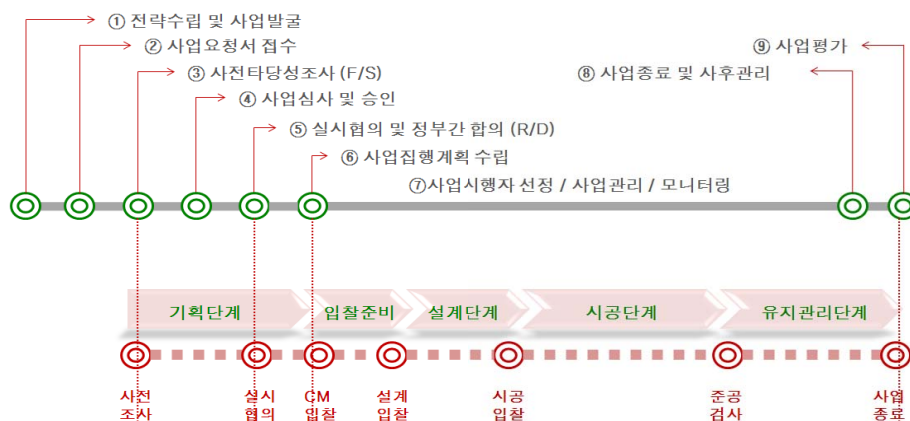 ① 전략수립 및 사업발굴
② 사업요청서 접수
③ 사전타당성조사 (F/S)
④ 사업심사 및 승인
⑤ 실시협의 및 정부간 합의 (R/D)
⑥ 사업집행계획 수립
⑦사업시행자 선정 / 사업관리 / 모니터링
⑧ 사업종료 및 사후관리
⑨ 사업평가
기획단계
입찰준비
설계단계
시공단계
유지관리단계
사전
조사
실시
협의
CM
입찰
설계
입찰
시공
입찰
준공
검사
사업
종료